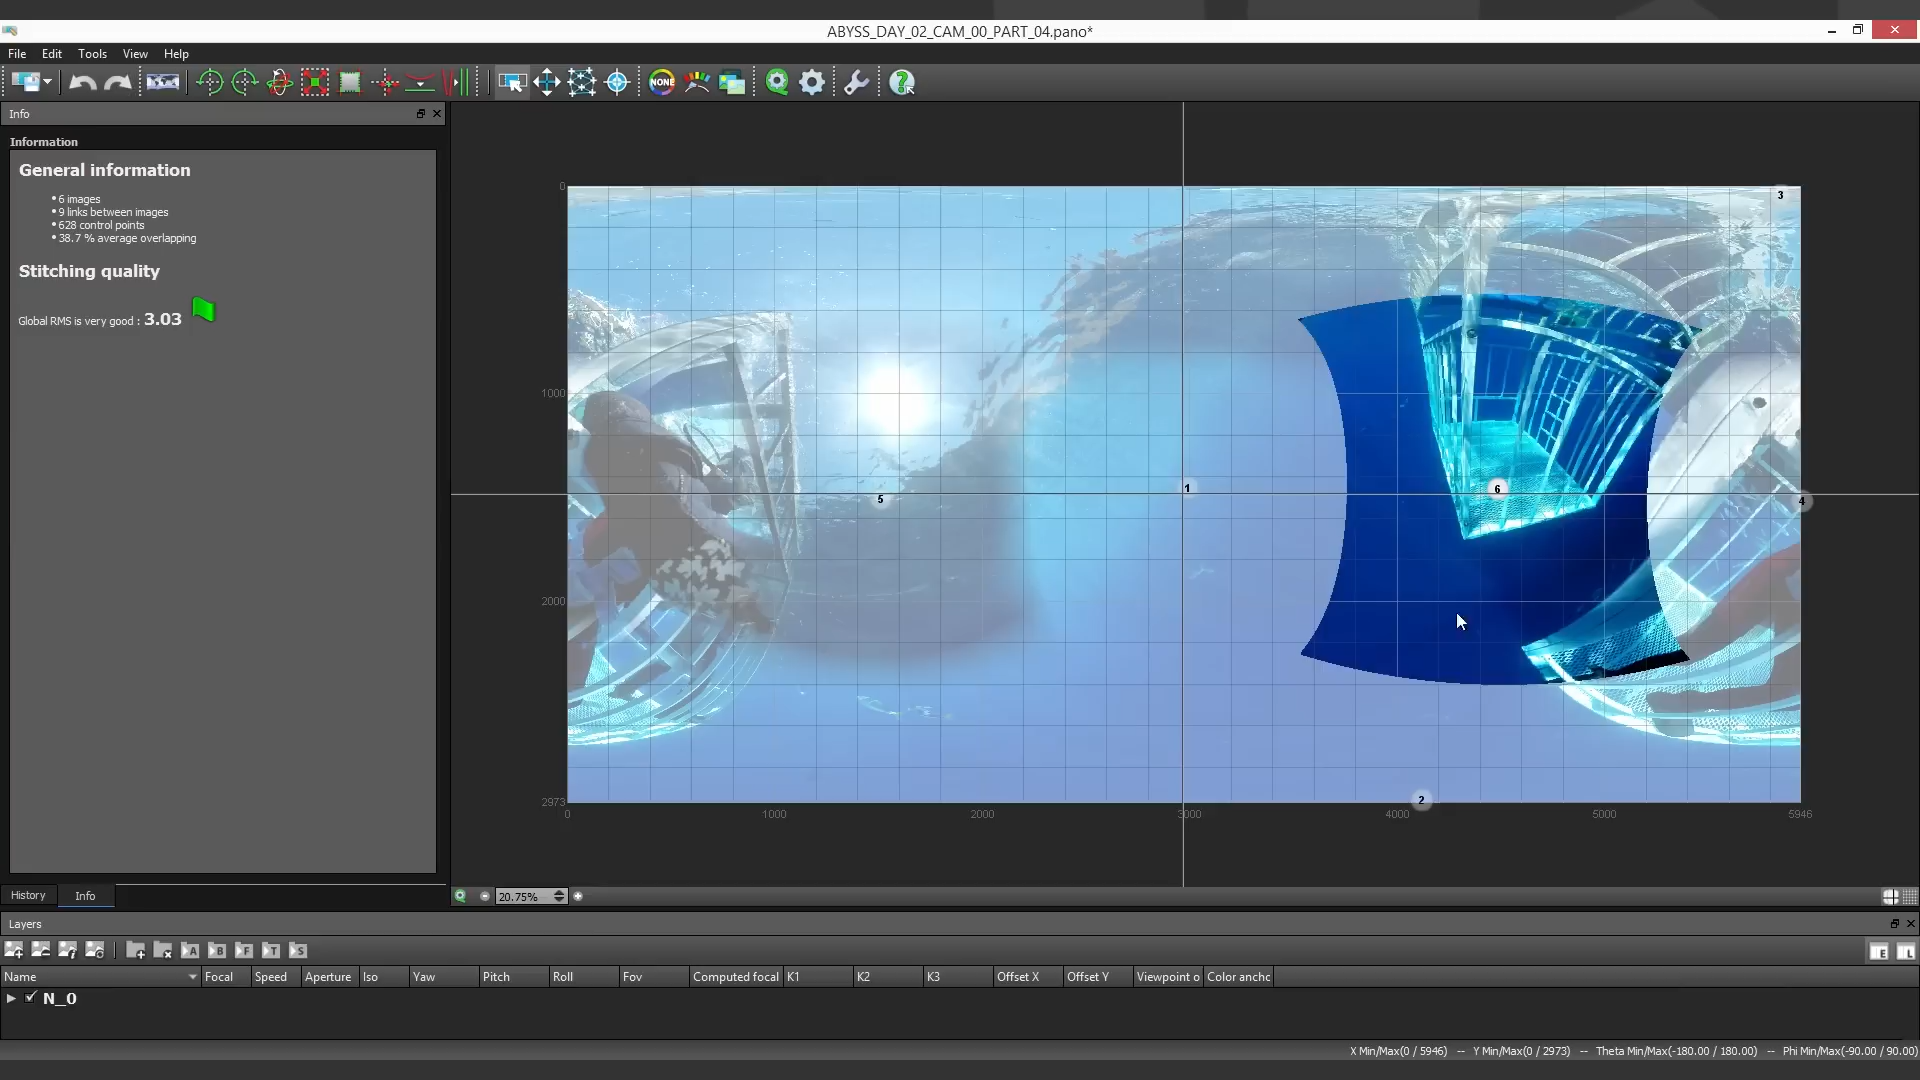 ABYSS_DAY_02_CAM_00_PART_04.pano*
File Edit Tools View Help
NONE
Info
Information
General information
6 images
9 links between images
628 control points
38.7 % average overlapping
Stitching quality
Global RMS is very good : 3.03
0
1000
2000
2973
3
5
1
6
4
2
0 1000 2000 3000 4000 5000 5946
History Info
20.75%
Layers
A B F T S
E L
Name Focal Speed Aperture Iso Yaw Pitch Roll Fov Computed focal K1 K2 K3 Offset X Offset Y Viewpoint o Color anchc
N_0
X Min/Max(0 / 5946) -- Y Min/Max(0 / 2973) -- Theta Min/Max(-180.00 / 180.00) -- Phi Min/Max(-90.00 / 90.00)